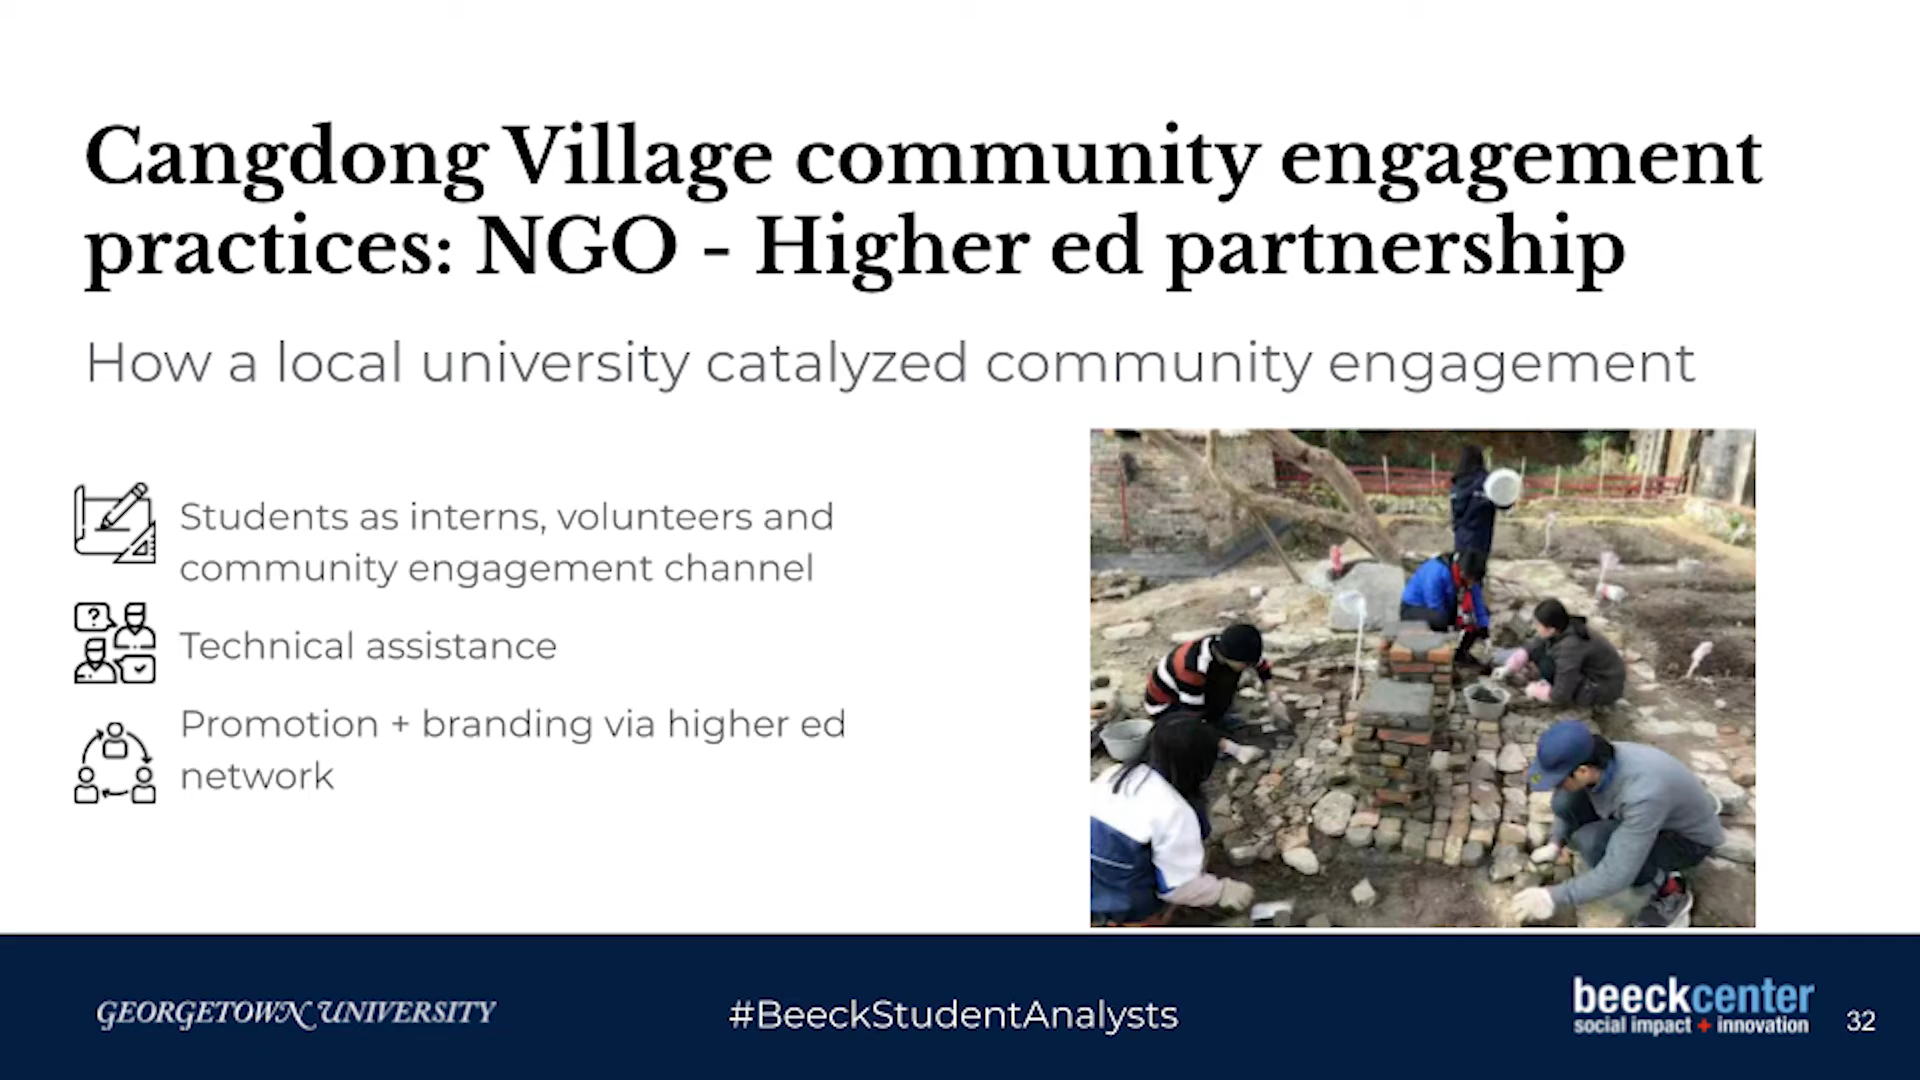 Cangdong Village community engagement
practices: NGO - Higher ed partnership
How a local university catalyzed community engagement
Students as interns, volunteers and
community engagement channel
?
Technical assistance
Promotion + branding via higher ed
network
GEORGETOWN UNIVERSITY
#BeeckStudentAnalysts
beeckcenter
social impact + innovation
32